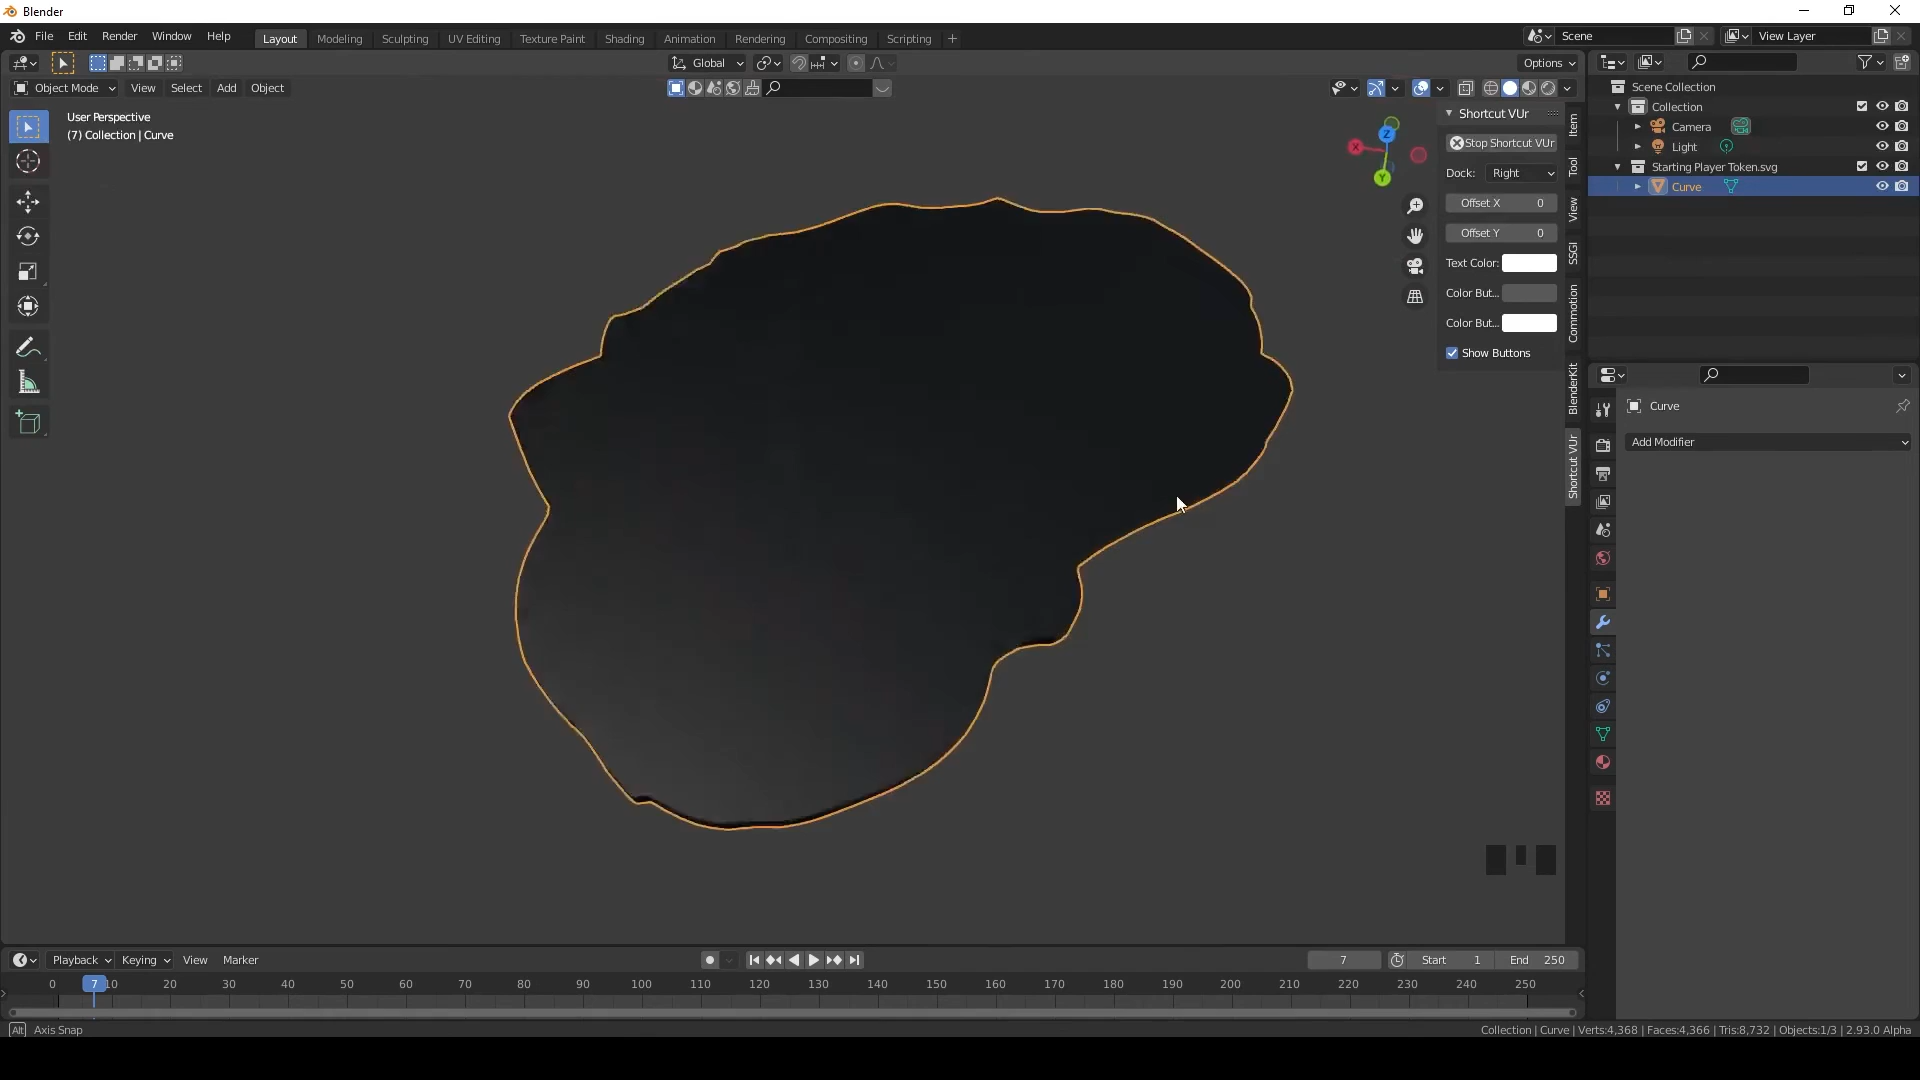 Blender
File Edit Render Window Help
Layout Modeling Sculpting UV Editing Texture Paint Shading Animation Rendering Compositing Scripting +
Scene
View Layer
Global
Options
Object Mode View Select Add Object
User Perspective
(7) Collection | Curve
X
Y
Z
Shortcut VUr
Stop Shortcut VUr
Dock: Right
Offset X 0
Offset Y 0
Text Color:
Color But...
Color But...
Show Buttons
Item
Tool
View
SSGI
Commotion
BlenderKit
Shortcut VUr
Scene Collection
Collection
Camera
Light
Starting Player Token.svg
Curve
Curve
Add Modifier
Playback Keying View Marker
7
Start 1
End 250
0 7 10 20 30 40 50 60 70 80 90 100 110 120 130 140 150 160 170 180 190 200 210 220 230 240 250
Alt Axis Snap
Collection | Curve | Verts:4,368 | Faces:4,366 | Tris:8,732 | Objects:1/3 | 2.93.0 Alpha